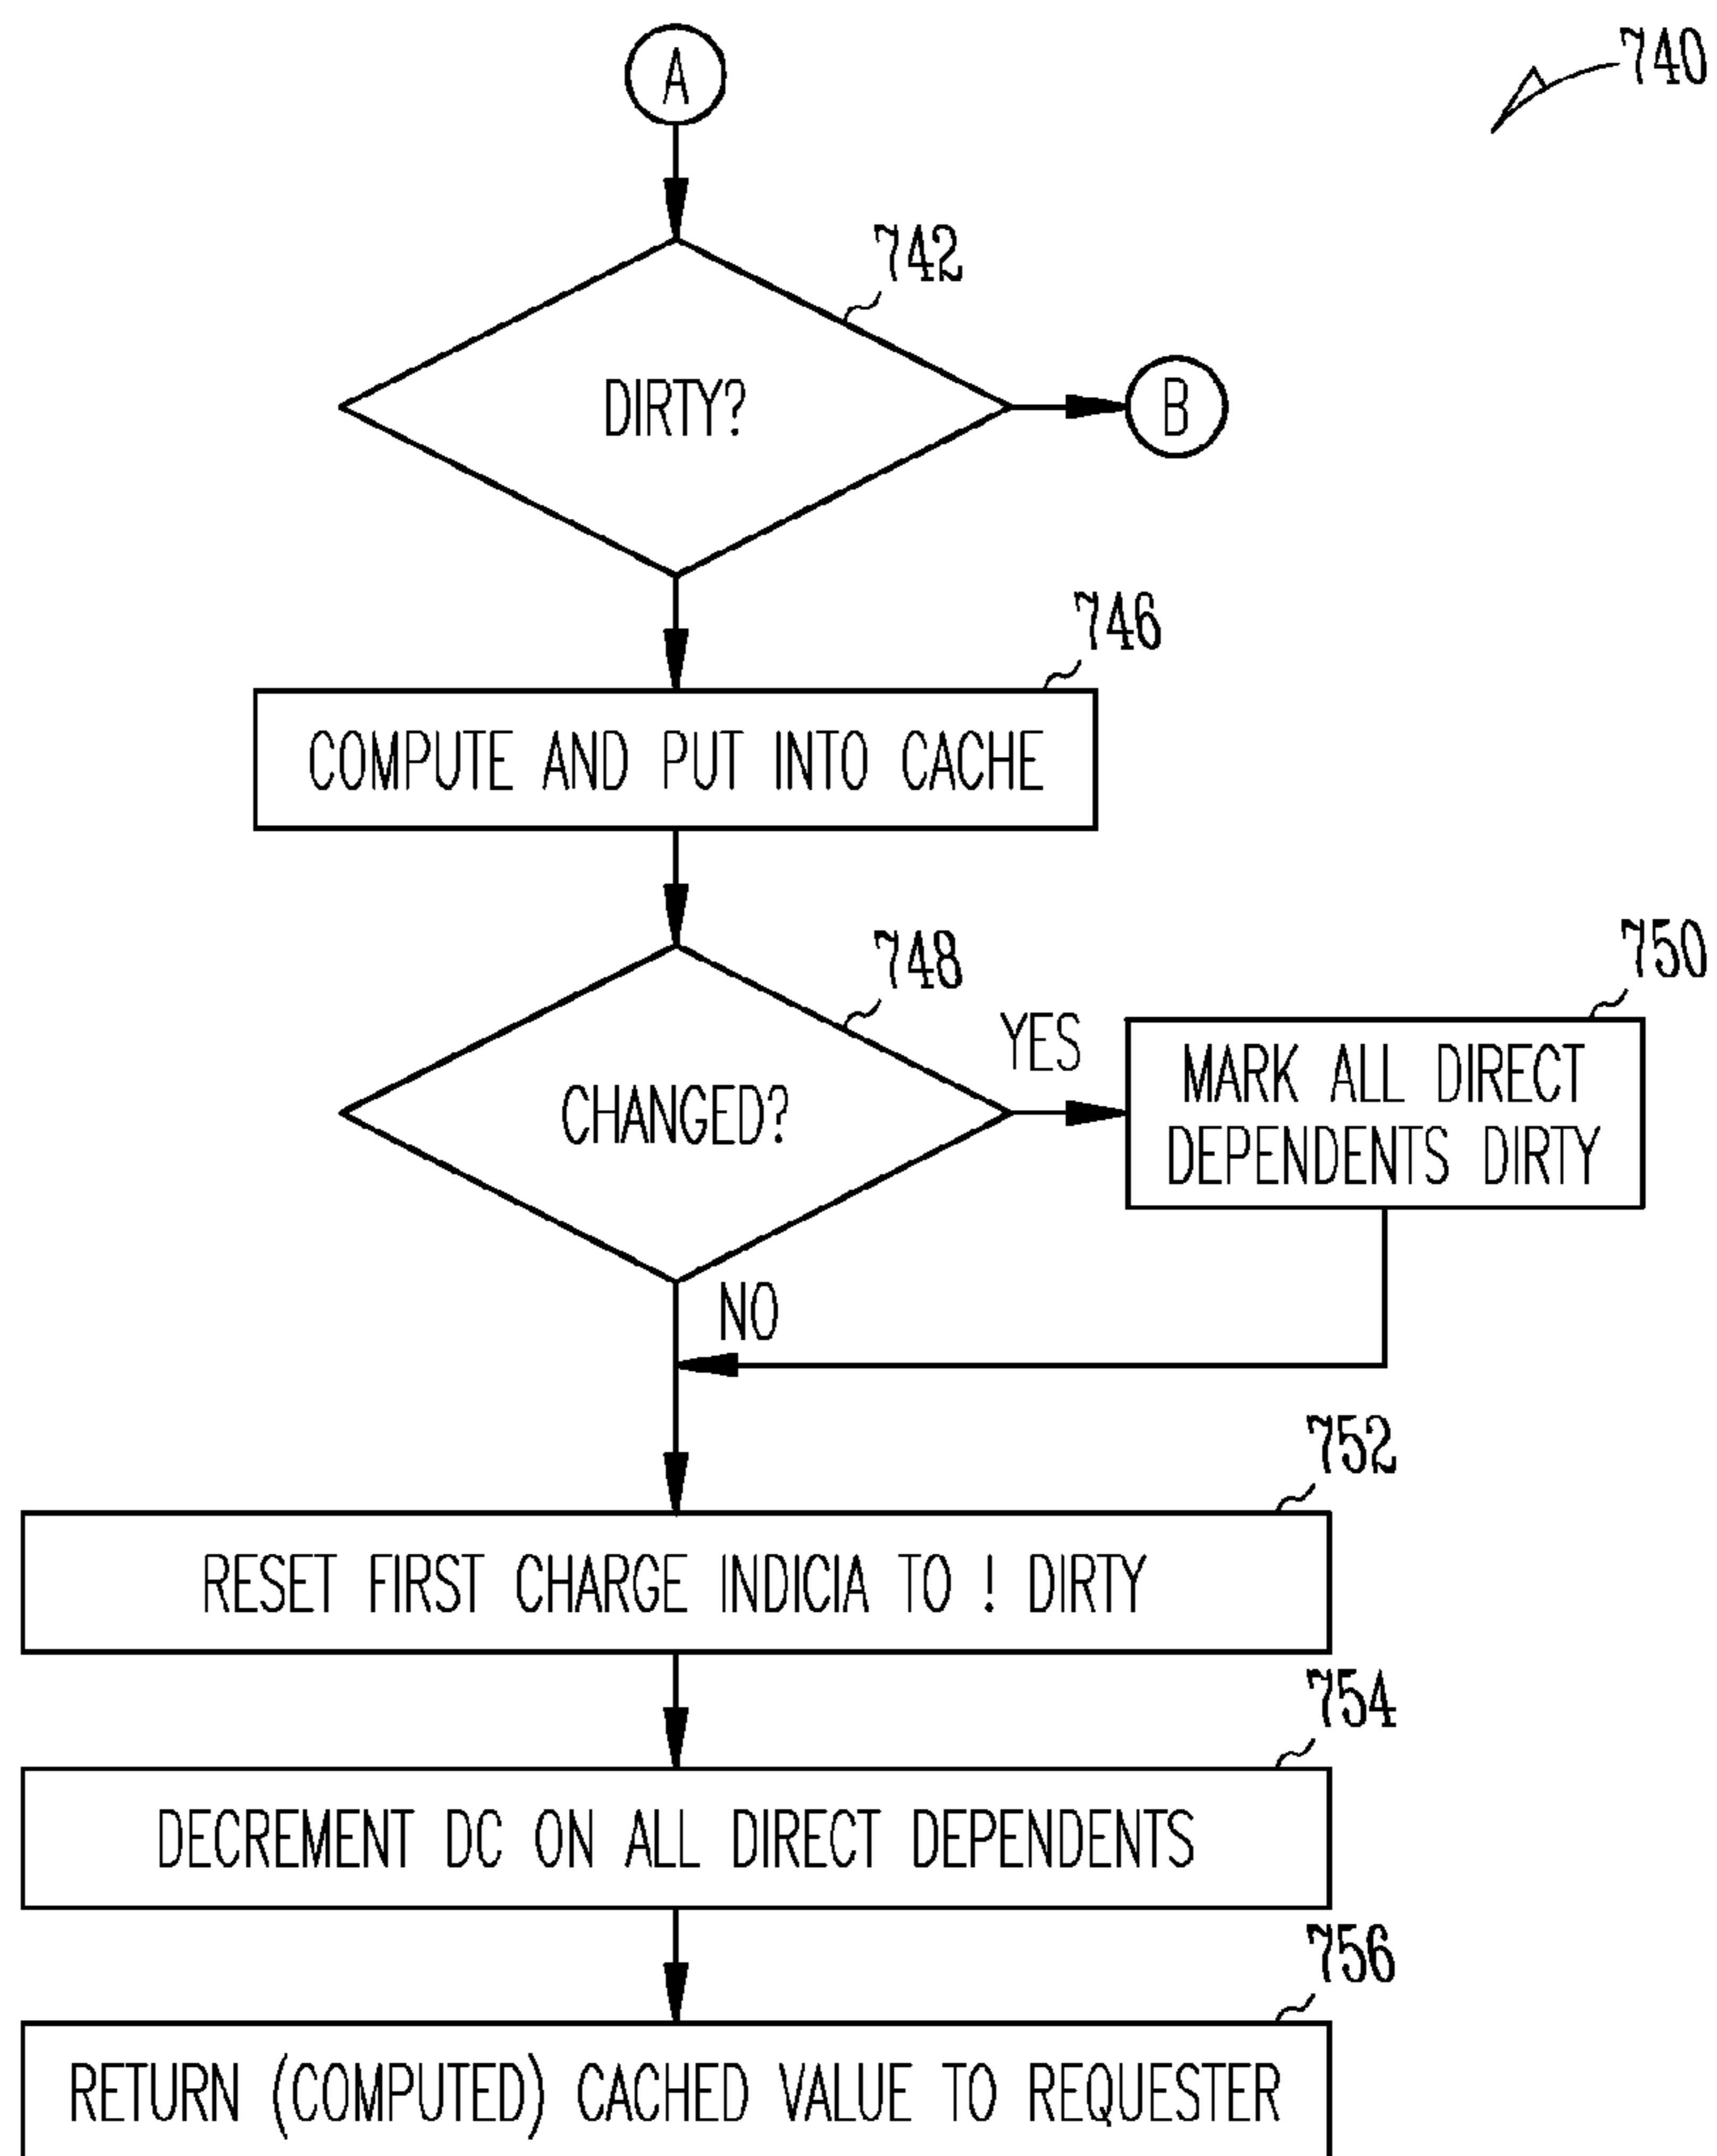 A
740
742
DIRTY?
B
746
COMPUTE AND PUT INTO CACHE
748
750
YES
MARK ALL DIRECT
DEPENDENTS DIRTY
CHANGED?
NO
752
RESET FIRST CHARGE INDICIA TO ! DIRTY
754
DECREMENT DC ON ALL DIRECT DEPENDENTS
756
RETURN (COMPUTED) CACHED VALUE TO REQUESTER